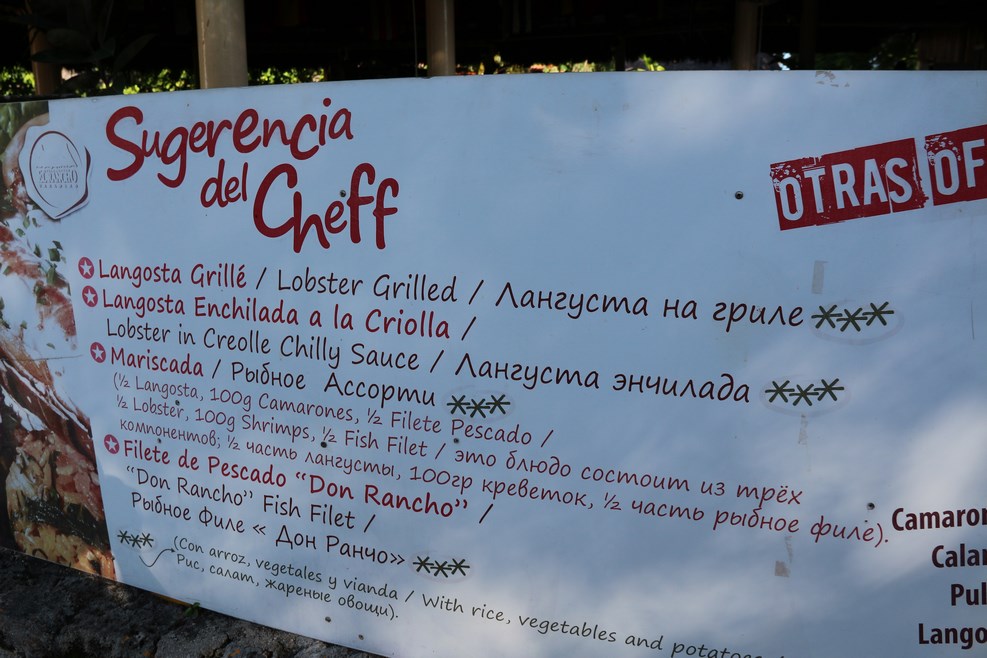 Sugerencia
del Cheff
OTRAS OF
✪ Langosta Grillé / Lobster Grilled / Лангуста на гриле ***
✪ Langosta Enchilada a la Criolla /
Lobster in Creolle Chilly Sauce / Лангуста энчилада ***
✪ Mariscada / Рыбное Ассорти ***
(½ Langosta, 100g Camarones, ½ Filete Pescado /
½ Lobster, 100g Shrimps, ½ Fish Filet / это блюдо состоит из трёх
компонентов; ½ часть лангусты, 100гр креветок, ½ часть рыбное филе).
✪ Filete de Pescado "Don Rancho" /
"Don Rancho" Fish Filet /
Рыбное Филе « Дон Ранчо» ***
*** (Con arroz, vegetales y vianda / With rice, vegetables and potatoe
Рис, салат, жареные овощи).
Camaron
Calar
Pul
Lango